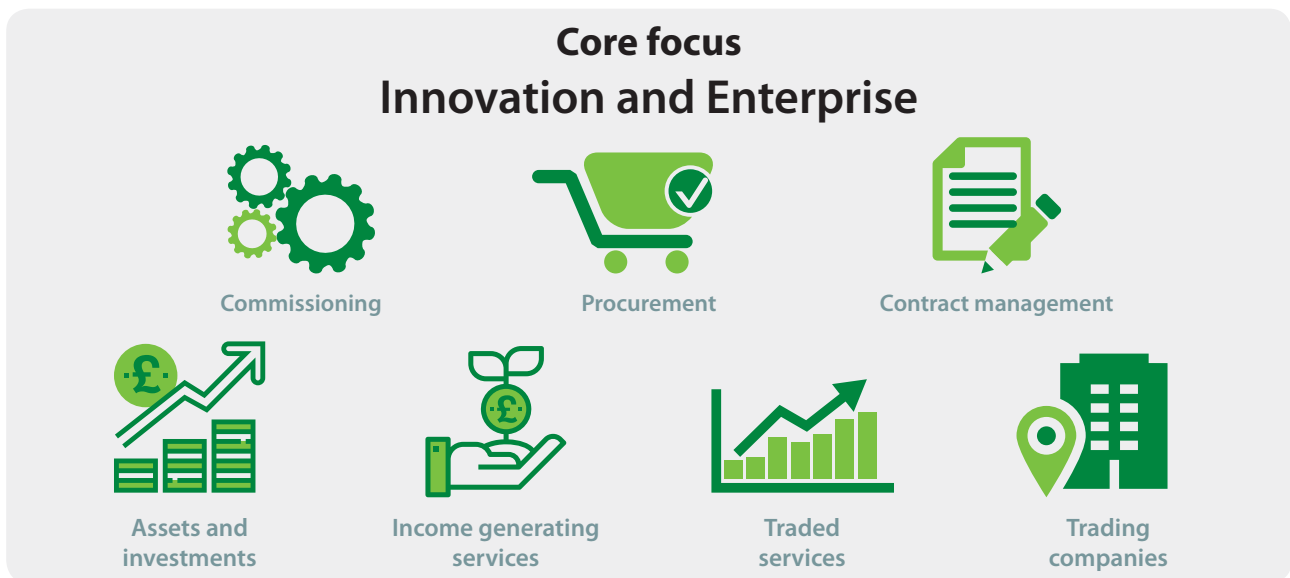 Core focus
Innovation and Enterprise
Commissioning
Procurement
Contract management
£
£
Assets and
investments
Income generating
services
Traded
services
Trading
companies